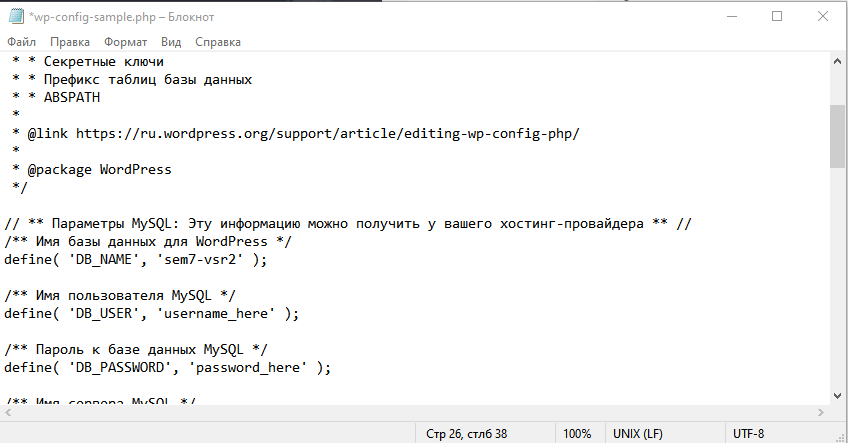 *wp-config-sample.php – Блокнот
Файл Правка Формат Вид Справка
* * Секретные ключи
* * Префикс таблиц базы данных
* * ABSPATH
*
* @link https://ru.wordpress.org/support/article/editing-wp-config-php/
*
* @package WordPress
*/
// ** Параметры MySQL: Эту информацию можно получить у вашего хостинг-провайдера ** //
/** Имя базы данных для WordPress */
define( 'DB_NAME', 'sem7-vsr2' );
/** Имя пользователя MySQL */
define( 'DB_USER', 'username_here' );
/** Пароль к базе данных MySQL */
define( 'DB_PASSWORD', 'password_here' );
/** Имя сервера MySQL */
Стр 26, стлб 38 100% UNIX (LF) UTF-8